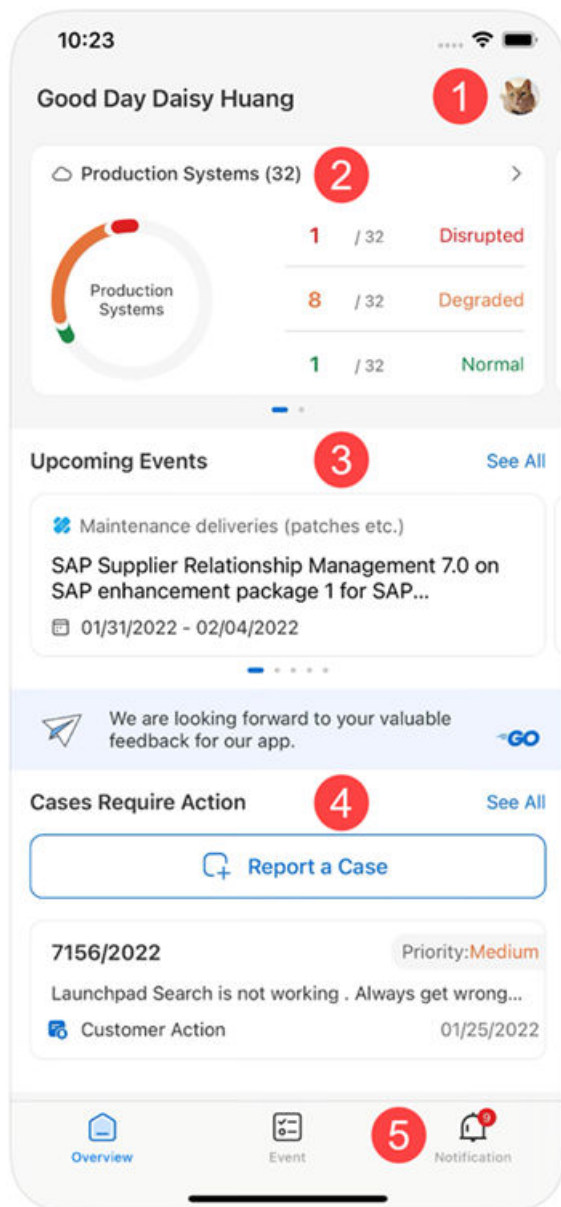 10:23
Good Day Daisy Huang
1
Production Systems (32)
2
Production
Systems
1 / 32 Disrupted
8 / 32 Degraded
1 / 32 Normal
Upcoming Events
3
See All
Maintenance deliveries (patches etc.)
SAP Supplier Relationship Management 7.0 on
SAP enhancement package 1 for SAP...
01/31/2022 - 02/04/2022
We are looking forward to your valuable
feedback for our app.
GO
Cases Require Action
4
See All
Report a Case
7156/2022
Priority:Medium
Launchpad Search is not working . Always get wrong...
Customer Action
01/25/2022
5
9
Overview
Event
Notification